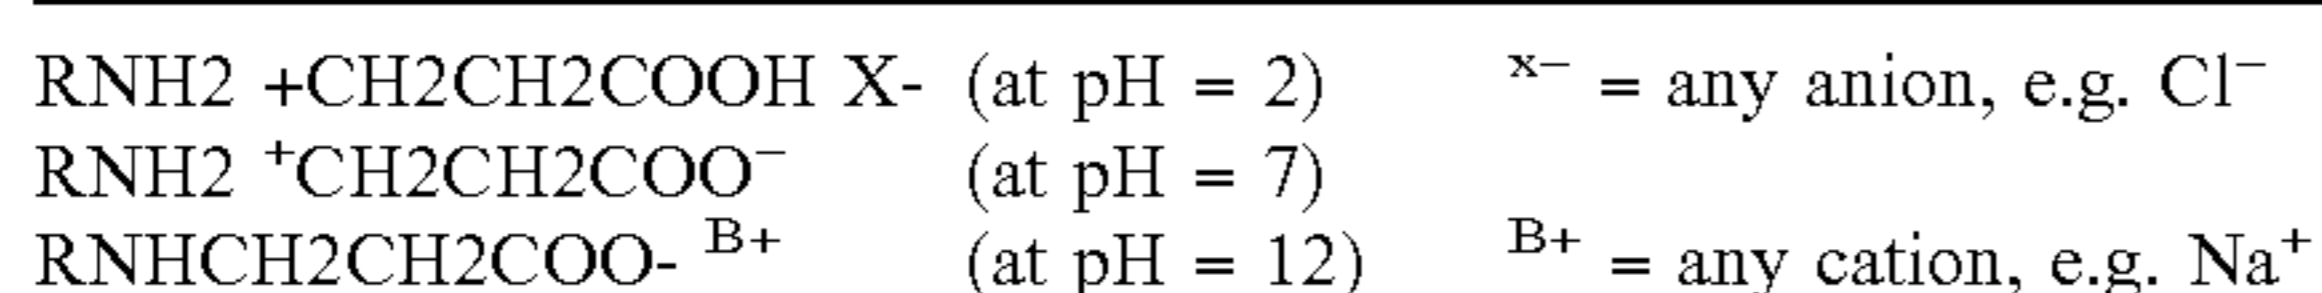 RNH2 +CH2CH2COOH X- (at pH = 2) x− = any anion, e.g. Cl−
RNH2 +CH2CH2COO− (at pH = 7)
RNHCH2CH2COO- B+ (at pH = 12) B+ = any cation, e.g. Na+